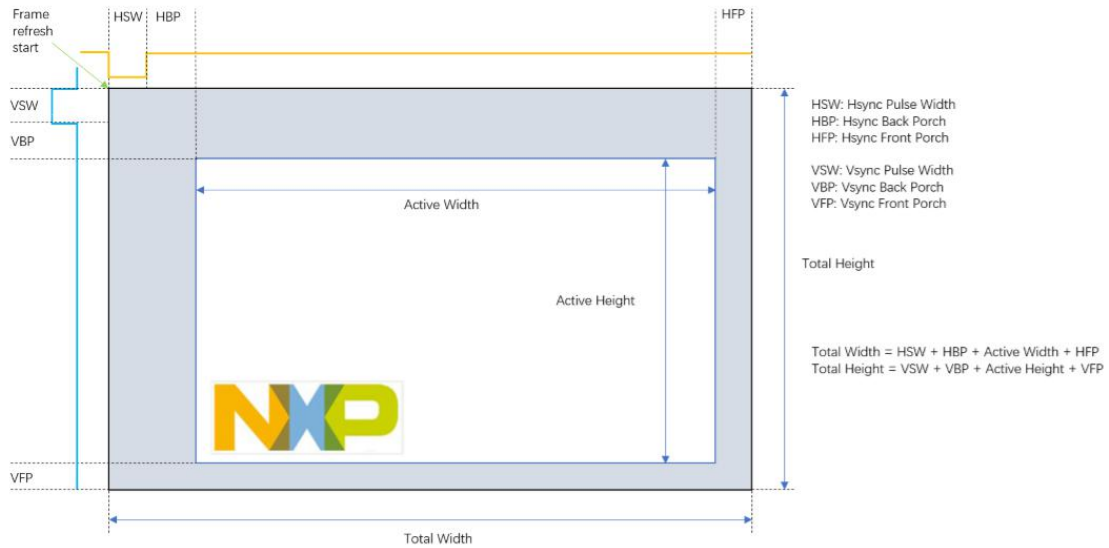 Frame
refresh
start
HSW
HBP
HFP
VSW
VBP
HSW: Hsync Pulse Width
HBP: Hsync Back Porch
HFP: Hsync Front Porch
VSW: Vsync Pulse Width
VBP: Vsync Back Porch
VFP: Vsync Front Porch
Active Width
Total Height
Active Height
Total Width = HSW + HBP + Active Width + HFP
Total Height = VSW + VBP + Active Height + VFP
NXP
VFP
Total Width